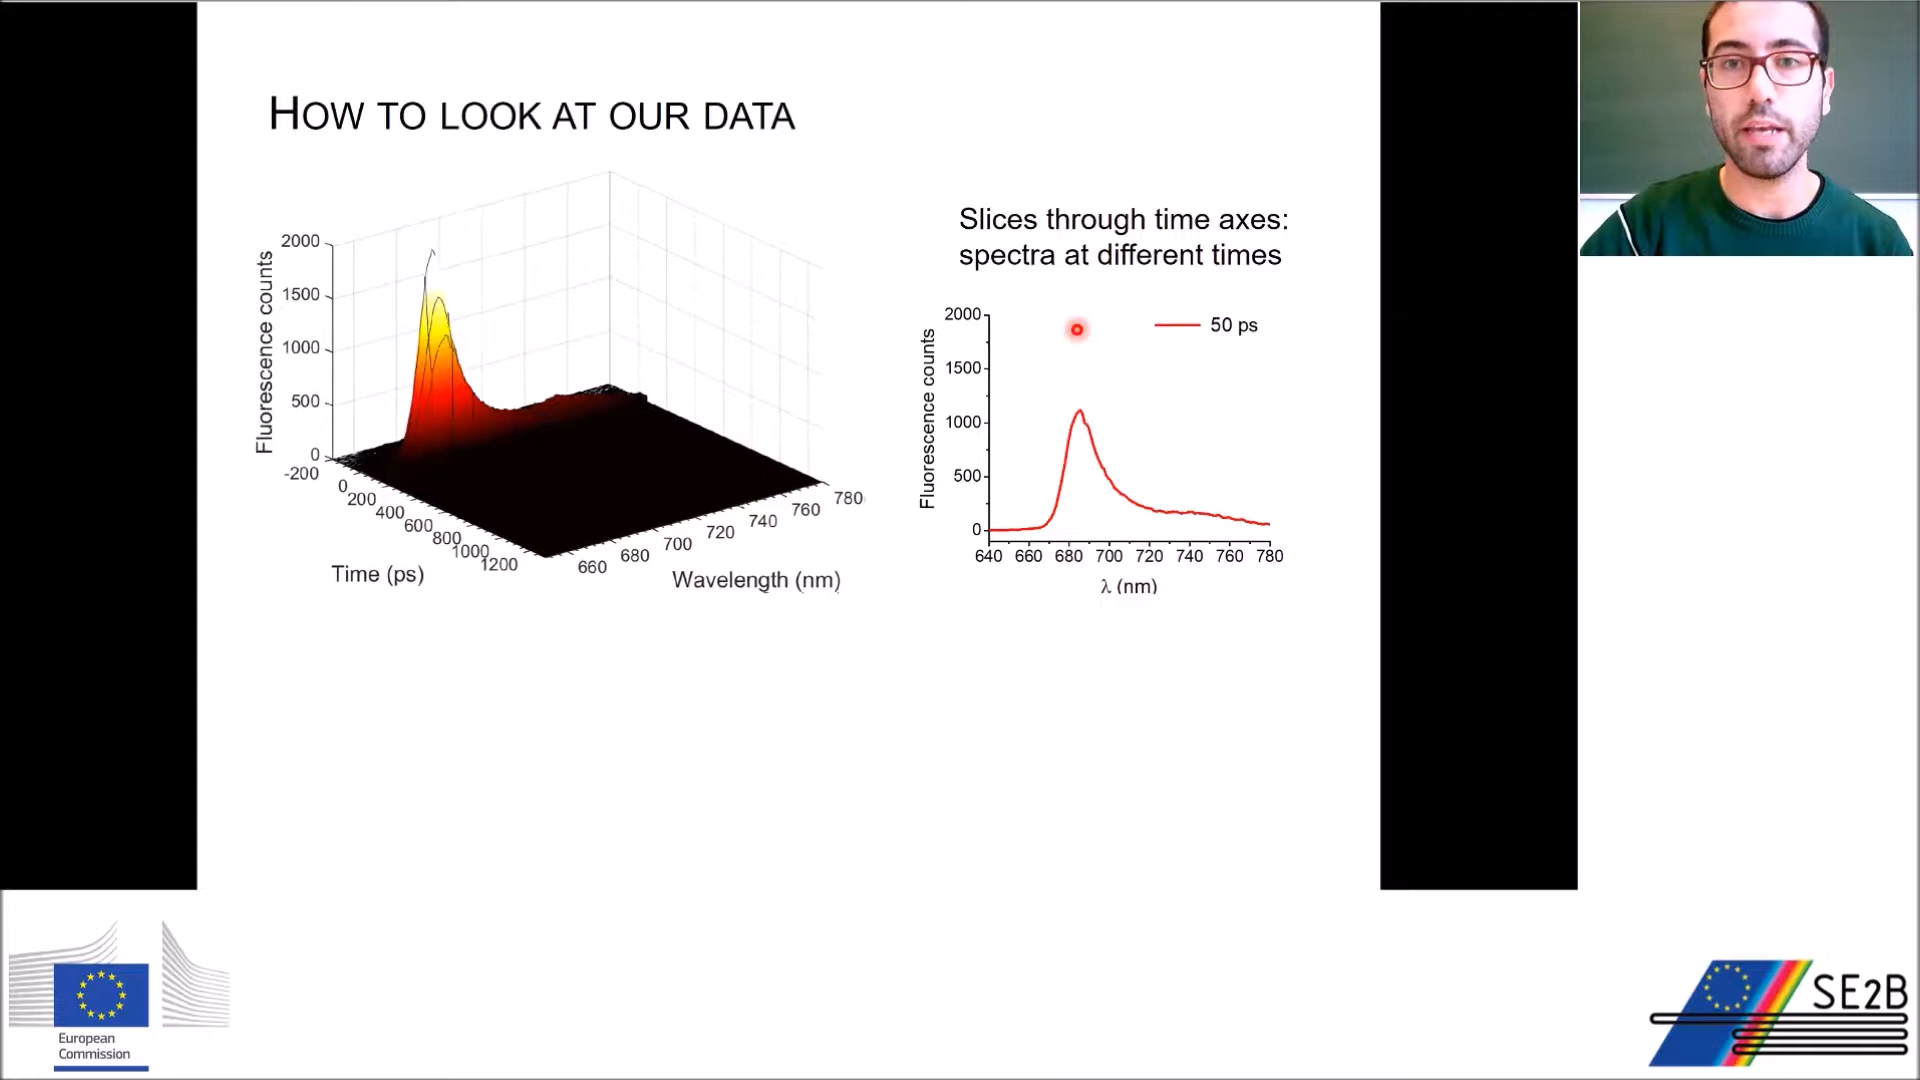 HOW TO LOOK AT OUR DATA
Fluorescence counts
2000
1500
1000
500
0
-200
0
200
400
600
800
1000
1200
Time (ps)
660
680
700
720
740
760
780
Wavelength (nm)
Slices through time axes:
spectra at different times
Fluorescence counts
2000
1500
1000
500
0
50 ps
640 660 680 700 720 740 760 780
λ (nm)
European
Commission
SE2B